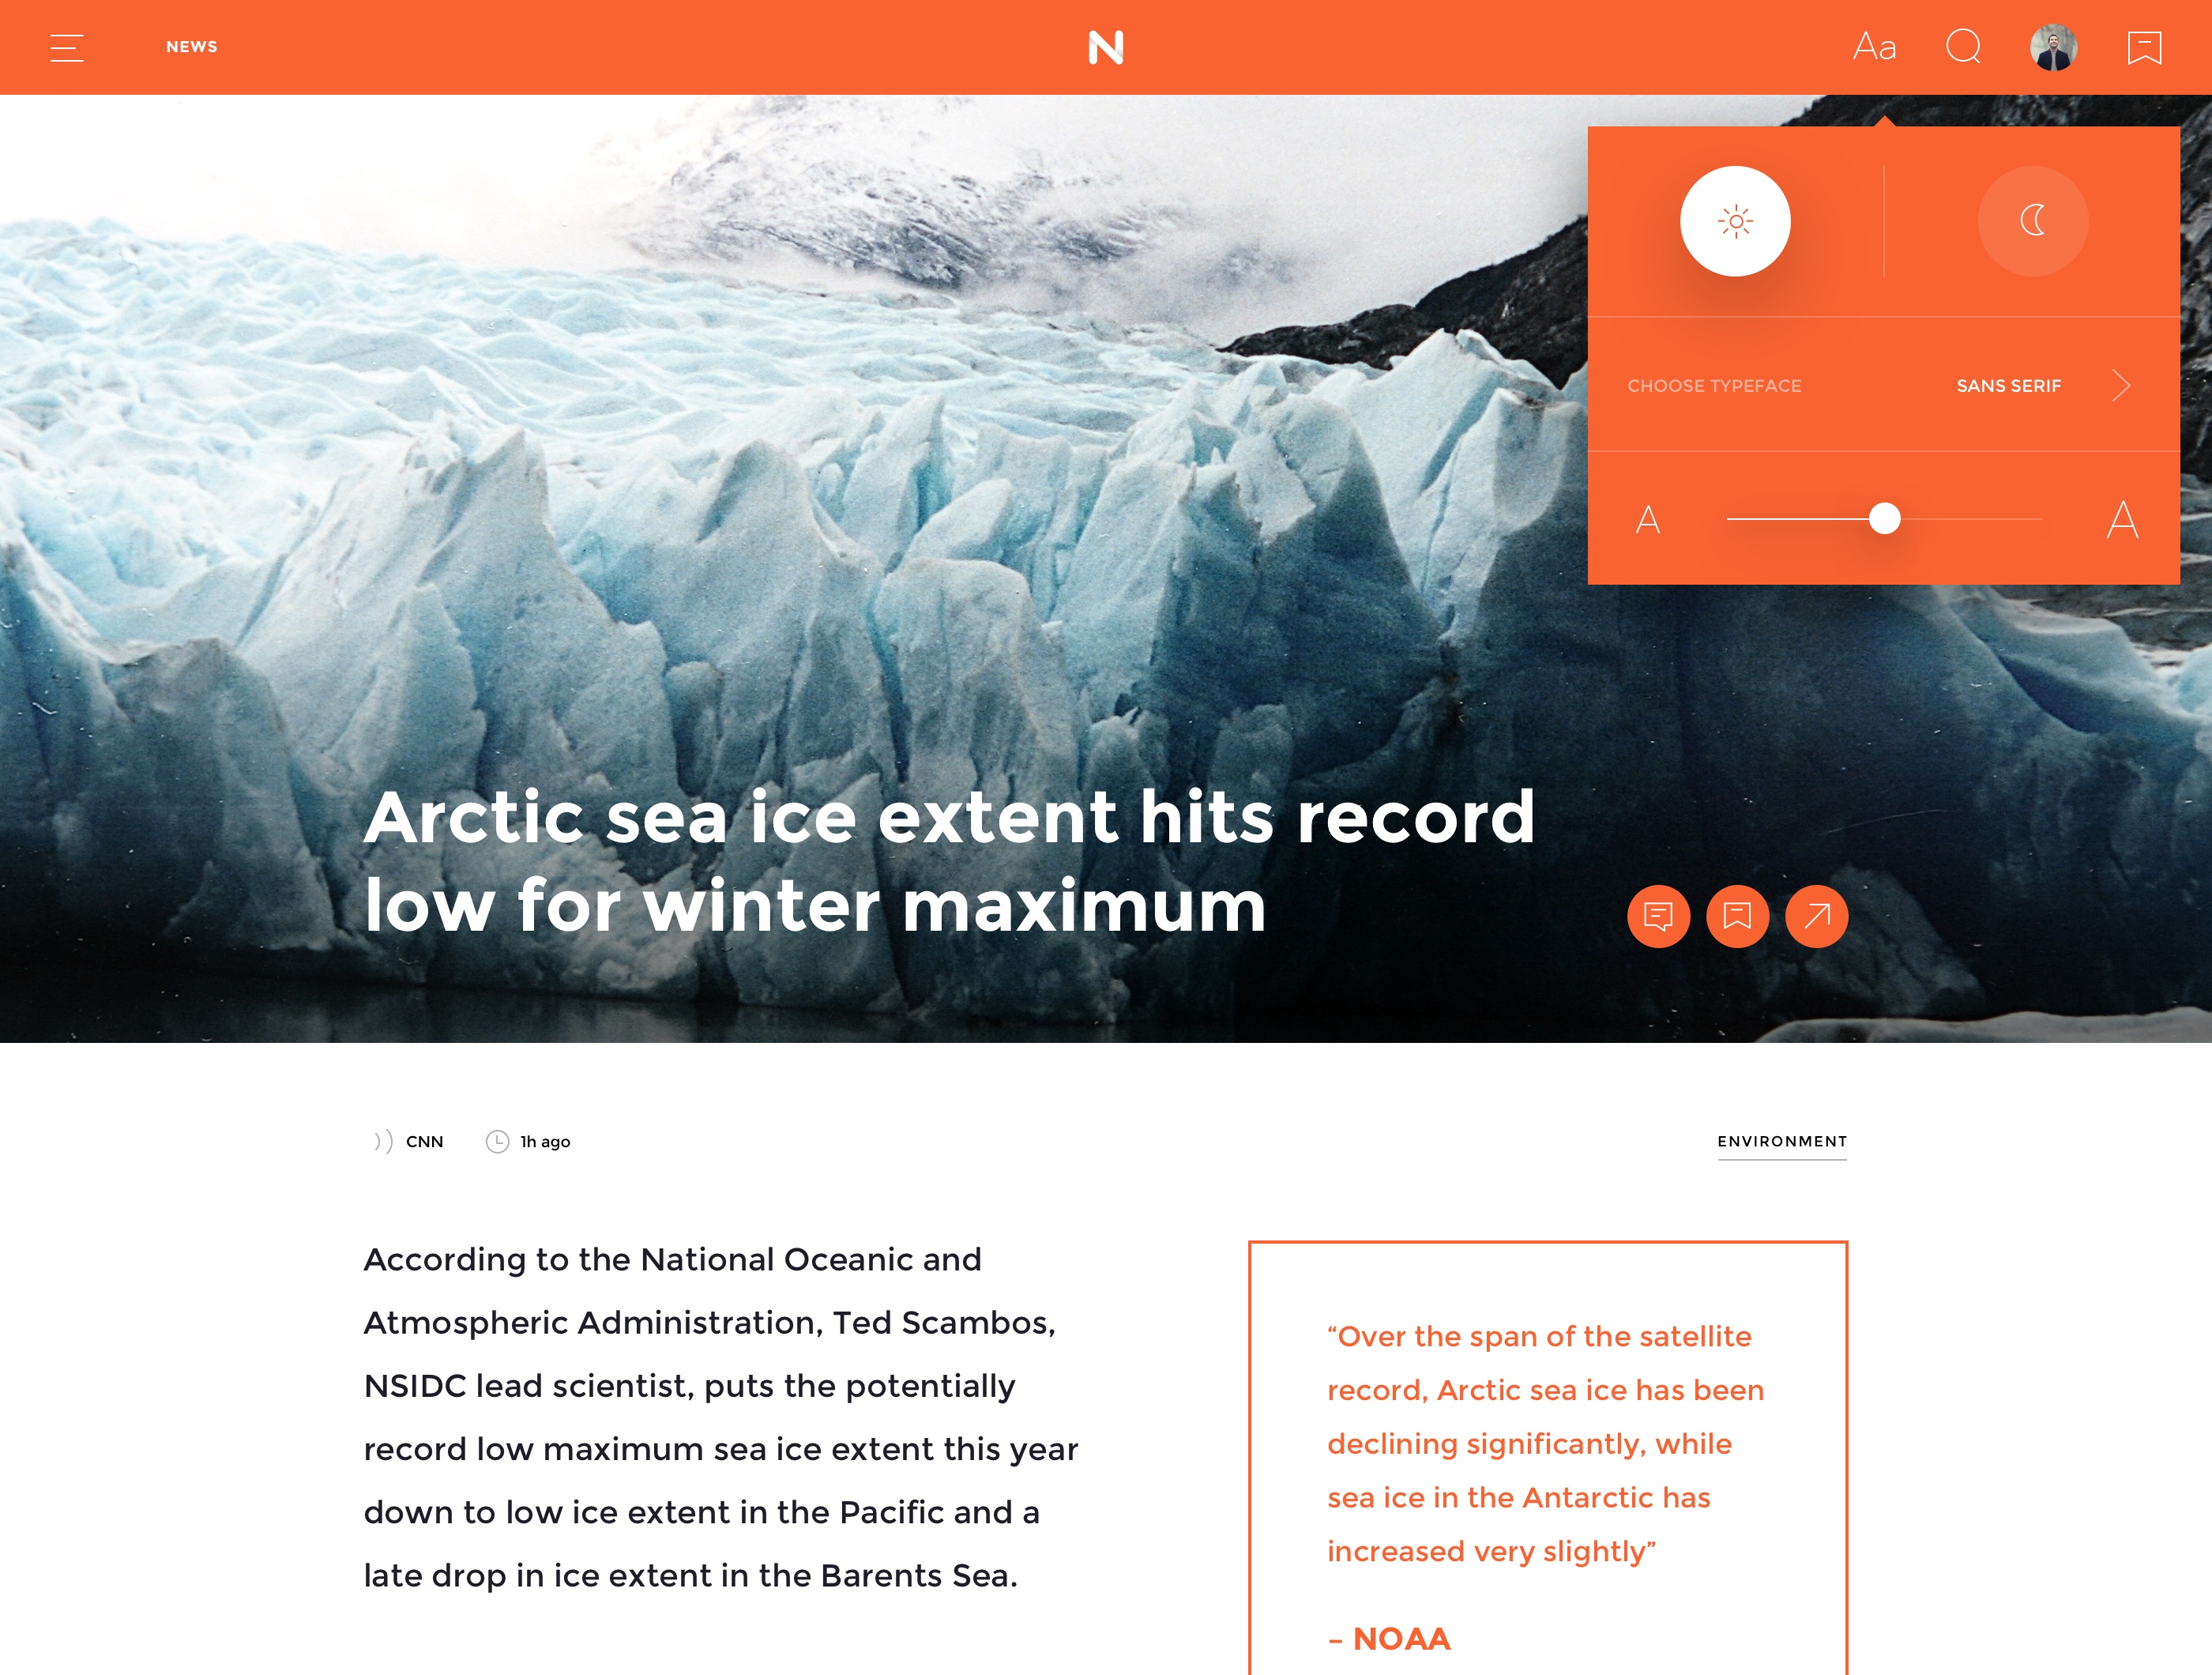 NEWS
N
Aa
CHOOSE TYPEFACE
SANS SERIF
A
A
Arctic sea ice extent hits record
low for winter maximum
CNN
1h ago
ENVIRONMENT
According to the National Oceanic and
Atmospheric Administration, Ted Scambos,
NSIDC lead scientist, puts the potentially
record low maximum sea ice extent this year
down to low ice extent in the Pacific and a
late drop in ice extent in the Barents Sea.
“Over the span of the satellite
record, Arctic sea ice has been
declining significantly, while
sea ice in the Antarctic has
increased very slightly”
– NOAA